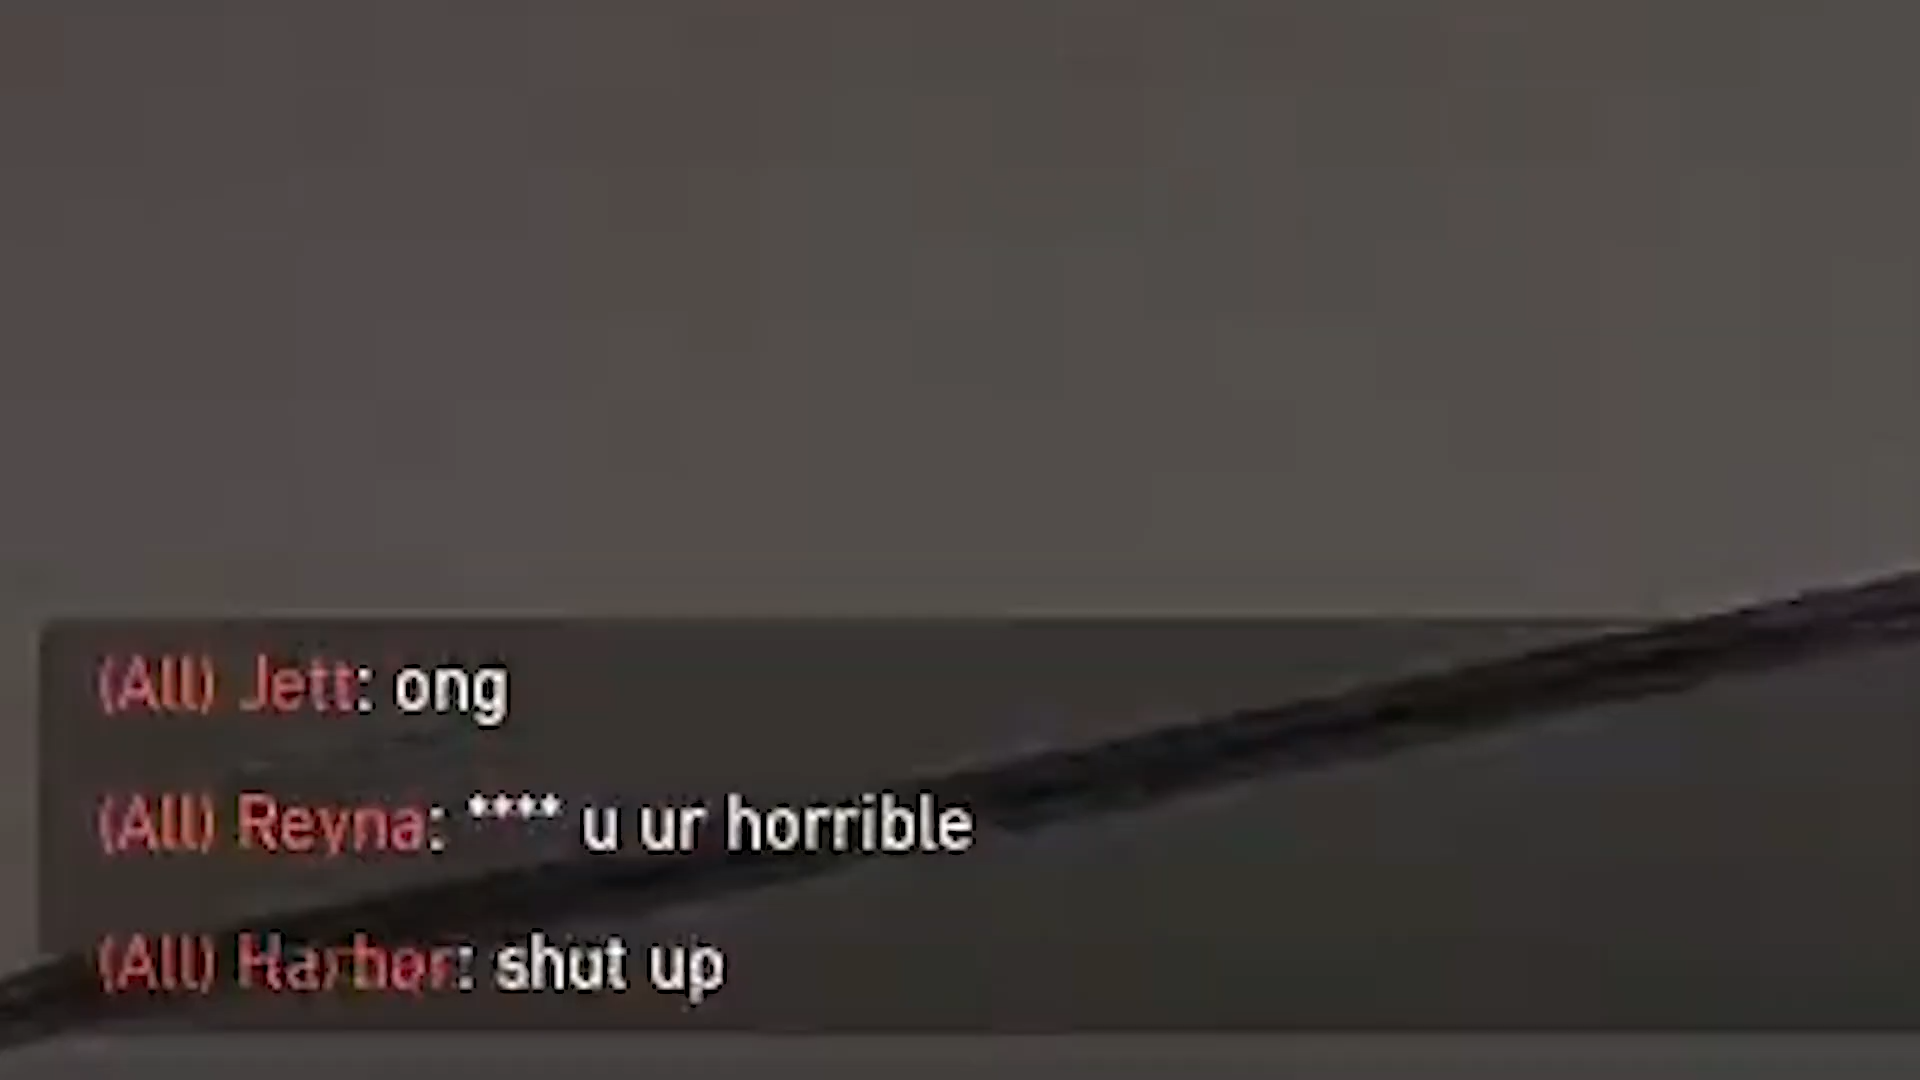 (All) Jett: ong
(All) Reyna: **** u ur horrible
(All) Harbor: shut up